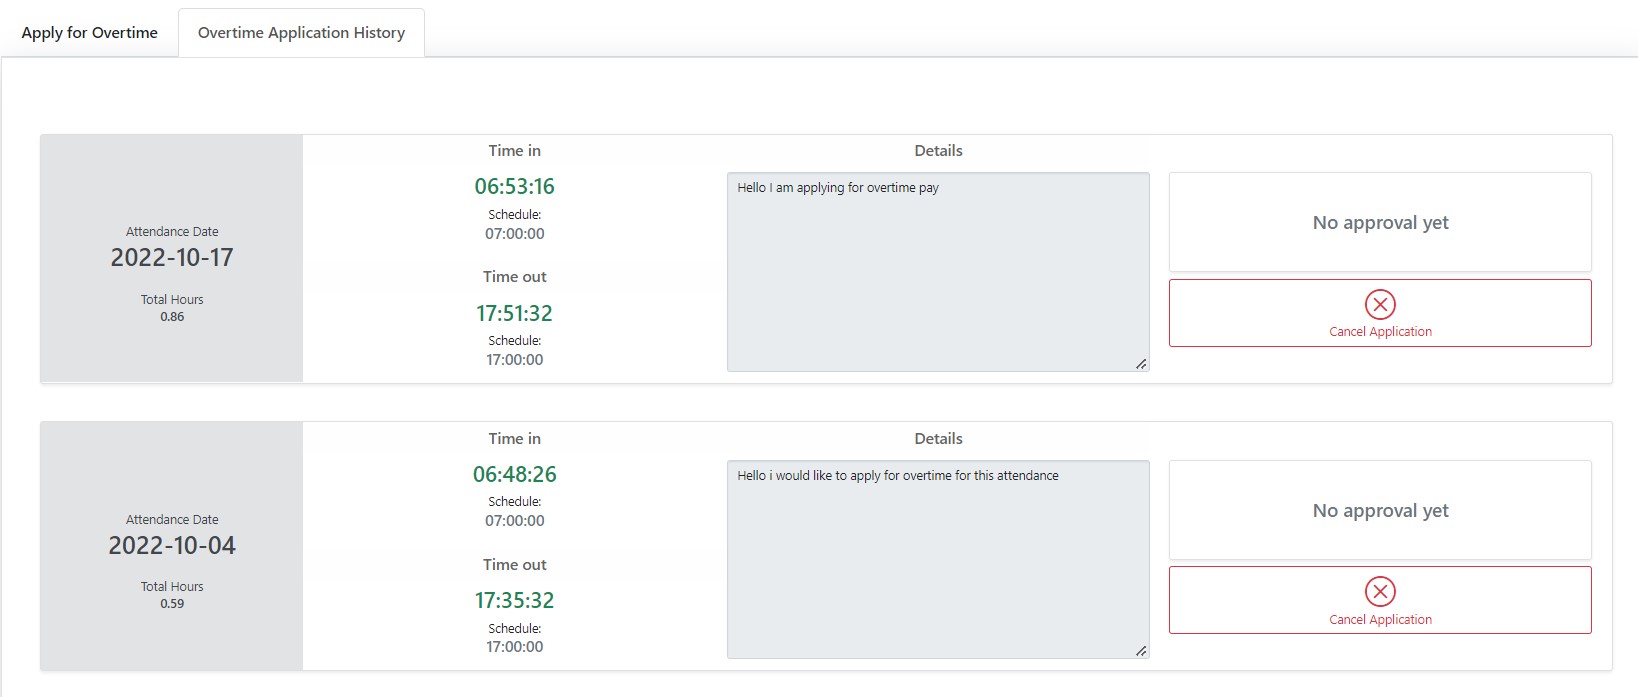 Apply for Overtime
Overtime Application History
Attendance Date
2022-10-17
Total Hours
0.86
Time in
06:53:16
Schedule:
07:00:00
Time out
17:51:32
Schedule:
17:00:00
Details
Hello I am applying for overtime pay
No approval yet
Cancel Application
Attendance Date
2022-10-04
Total Hours
0.59
Time in
06:48:26
Schedule:
07:00:00
Time out
17:35:32
Schedule:
17:00:00
Details
Hello i would like to apply for overtime for this attendance
No approval yet
Cancel Application